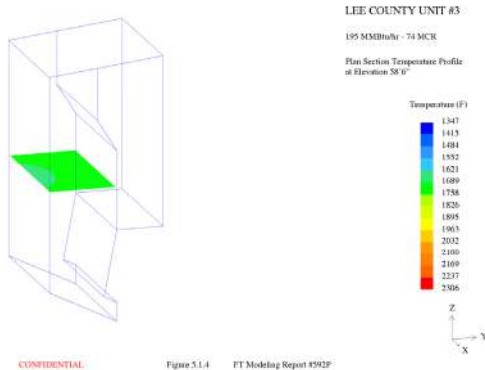 LEE COUNTY UNIT #3
195 MMBtu/hr - 74 MCR
Plan Section Temperature Profile
at Elevation 58'6"
Temperature (F)
1347
1415
1484
1552
1621
1689
1758
1826
1895
1963
2032
2100
2169
2237
2306
Z
Y
X
CONFIDENTIAL
Figure 5.1.4
FT Modeling Report #592P